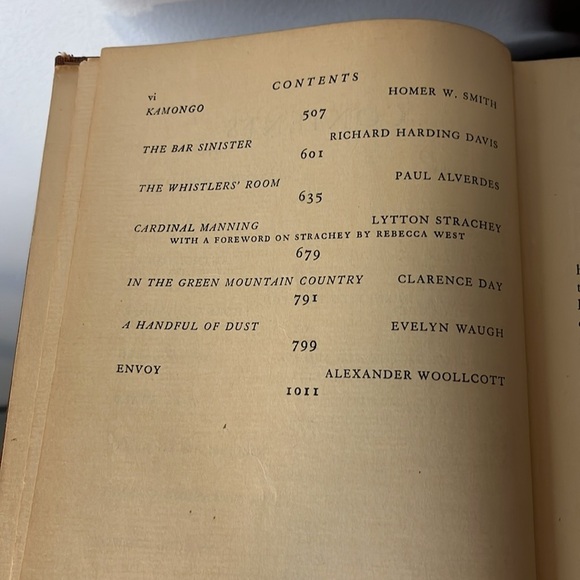 vi
CONTENTS
KAMONGO HOMER W. SMITH
507
THE BAR SINISTER RICHARD HARDING DAVIS
601
THE WHISTLERS' ROOM PAUL ALVERDES
635
CARDINAL MANNING LYTTON STRACHEY
WITH A FOREWORD ON STRACHEY BY REBECCA WEST
679
IN THE GREEN MOUNTAIN COUNTRY CLARENCE DAY
791
A HANDFUL OF DUST EVELYN WAUGH
799
ENVOY ALEXANDER WOOLLCOTT
1011